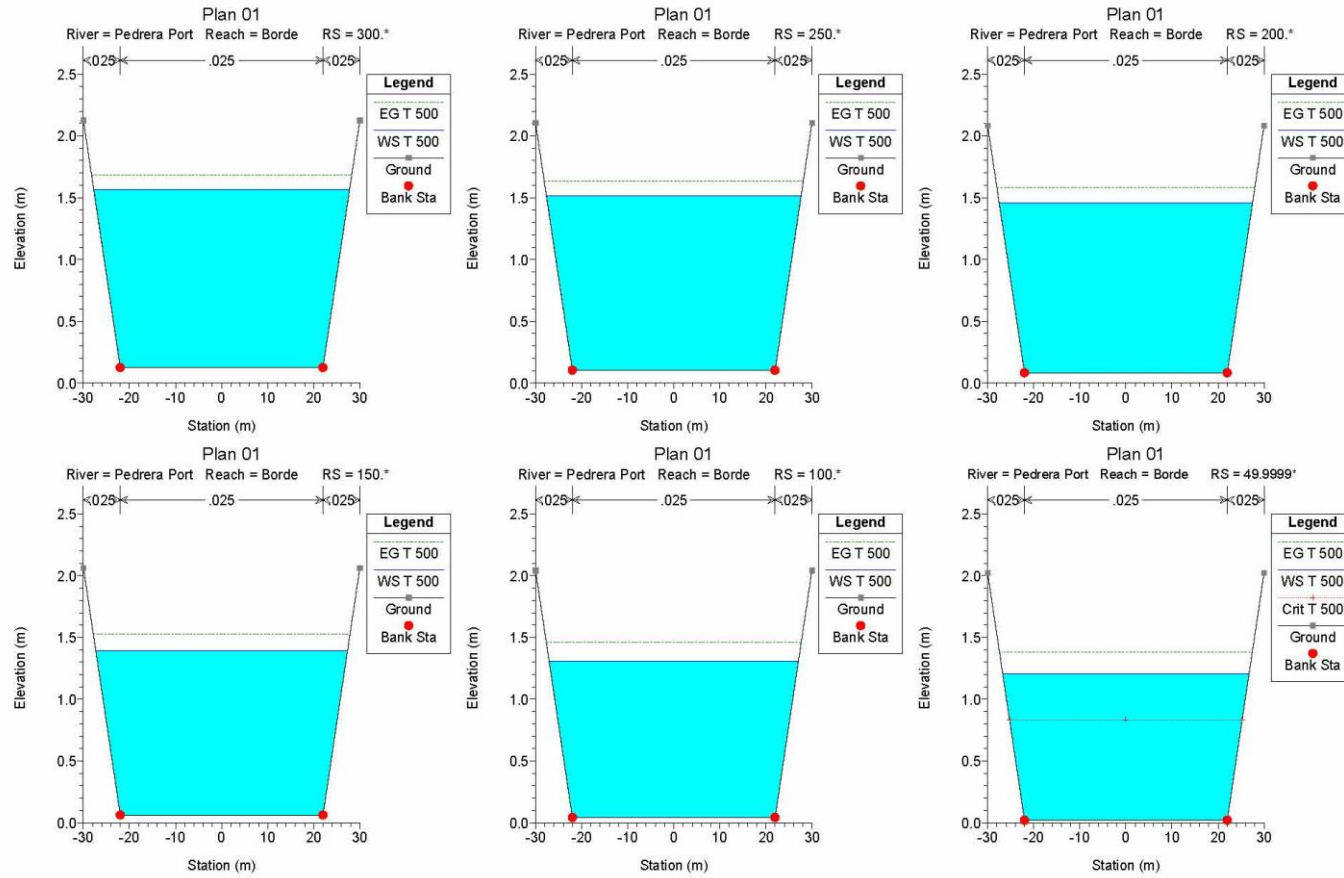 Plan 01
River = Pedrera Port Reach = Borde RS = 300.*
.025 .025 .025
Legend
EG T 500
WS T 500
Ground
Bank Sta
2.5
2.0
1.5
1.0
0.5
0.0
-30 -20 -10 0 10 20 30
Elevation (m)
Station (m)
Plan 01
River = Pedrera Port Reach = Borde RS = 250.*
.025 .025 .025
Legend
EG T 500
WS T 500
Ground
Bank Sta
2.5
2.0
1.5
1.0
0.5
0.0
-30 -20 -10 0 10 20 30
Elevation (m)
Station (m)
Plan 01
River = Pedrera Port Reach = Borde RS = 200.*
.025 .025 .025
Legend
EG T 500
WS T 500
Ground
Bank Sta
2.5
2.0
1.5
1.0
0.5
0.0
-30 -20 -10 0 10 20 30
Elevation (m)
Station (m)
Plan 01
River = Pedrera Port Reach = Borde RS = 150.*
.025 .025 .025
Legend
EG T 500
WS T 500
Ground
Bank Sta
2.5
2.0
1.5
1.0
0.5
0.0
-30 -20 -10 0 10 20 30
Elevation (m)
Station (m)
Plan 01
River = Pedrera Port Reach = Borde RS = 100.*
.025 .025 .025
Legend
EG T 500
WS T 500
Ground
Bank Sta
2.5
2.0
1.5
1.0
0.5
0.0
-30 -20 -10 0 10 20 30
Elevation (m)
Station (m)
Plan 01
River = Pedrera Port Reach = Borde RS = 49.9999*
.025 .025 .025
Legend
EG T 500
WS T 500
Crit T 500
Ground
Bank Sta
2.5
2.0
1.5
1.0
0.5
0.0
-30 -20 -10 0 10 20 30
Elevation (m)
Station (m)